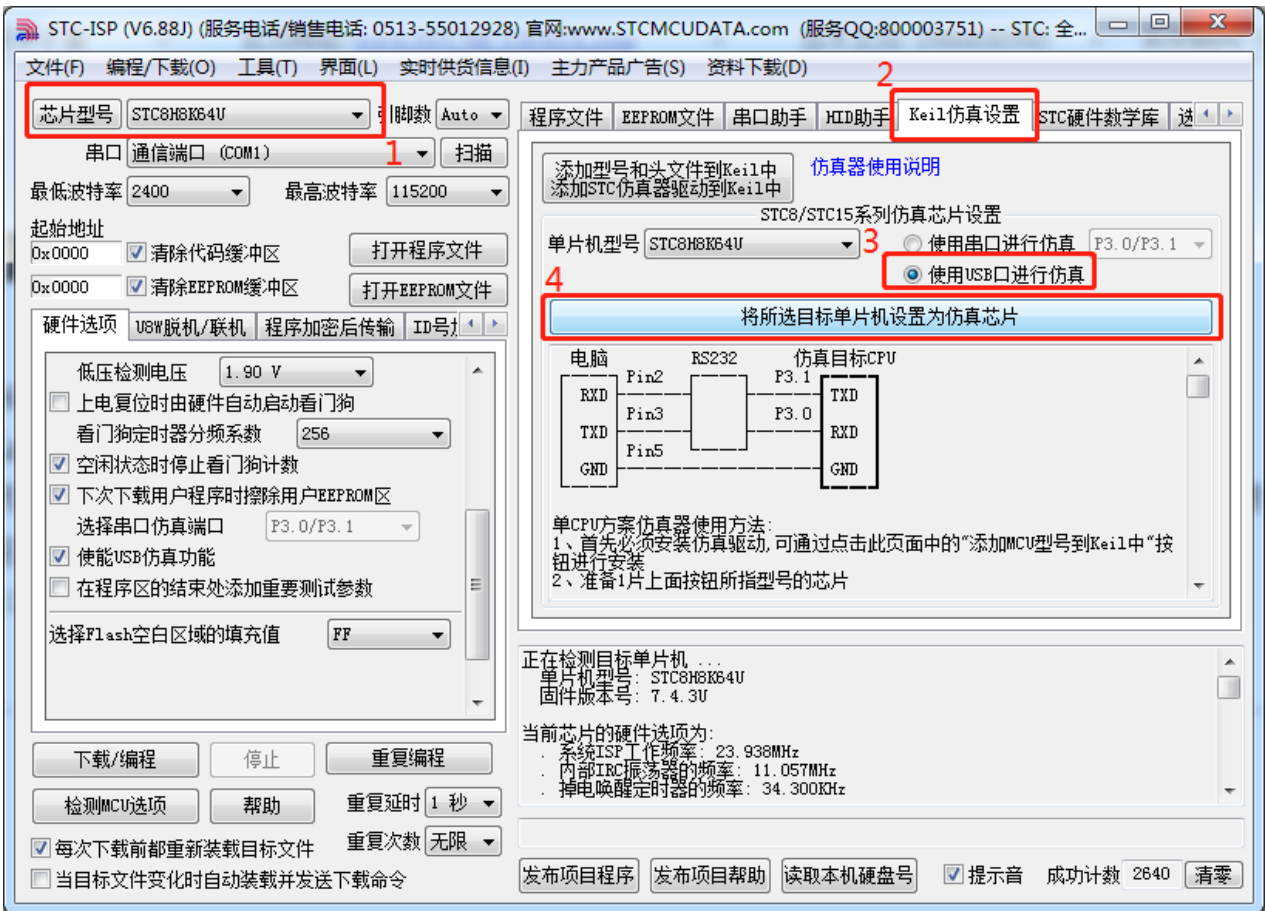 STC-ISP (V6.88J) (服务电话/销售电话: 0513-55012928) 官网:www.STCMCUDATA.com (服务QQ:800003751) -- STC: 全...
文件(F) 编程/下载(O) 工具(T) 界面(L) 实时供货信息(I) 主力产品广告(S) 资料下载(D)
2
芯片型号 STC8H8K64U 引脚数 Auto
程序文件 EEPROM文件 串口助手 HID助手 Keil仿真设置 STC硬件数学库 选
串口 通信端口 (COM1) 1 扫描
最低波特率 2400 最高波特率 115200
起始地址
0x0000 清除代码缓冲区 打开程序文件
0x0000 清除EEPROM缓冲区 打开EEPROM文件
添加型号和头文件到Keil中
添加STC仿真器驱动到Keil中
仿真器使用说明
STC8/STC15系列仿真芯片设置
单片机型号 STC8H8K64U 3 使用串口进行仿真 P3.0/P3.1
4 使用USB口进行仿真
将所选目标单片机设置为仿真芯片
硬件选项 U8W脱机/联机 程序加密后传输 ID号
低压检测电压 1.90 V
上电复位时由硬件自动启动看门狗
看门狗定时器分频系数 256
空闲状态时停止看门狗计数
下次下载用户程序时擦除用户EEPROM区
选择串口仿真端口 P3.0/P3.1
使能USB仿真功能
在程序区的结束处添加重要测试参数
选择Flash空白区域的填充值 FF
电脑 RS232 仿真目标CPU
Pin2 P3.1
RXD TXD
Pin3 P3.0
TXD RXD
Pin5
GND GND
单CPU方案仿真器使用方法:
1、首先必须安装仿真驱动,可通过点击此页面中的"添加MCU型号到Keil中"按
钮进行安装
2、准备1片上面按钮所指型号的芯片
正在检测目标单片机 ...
单片机型号: STC8H8K64U
固件版本号: 7.4.3U
当前芯片的硬件选项为:
. 系统ISP工作频率: 23.938MHz
. 内部IRC振荡器的频率: 11.057MHz
. 掉电唤醒定时器的频率: 34.300KHz
下载/编程 停止 重复编程
检测MCU选项 帮助 重复延时 1 秒
每次下载前都重新装载目标文件 重复次数 无限
当目标文件变化时自动装载并发送下载命令
发布项目程序 发布项目帮助 读取本机硬盘号 提示音 成功计数 2640 清零